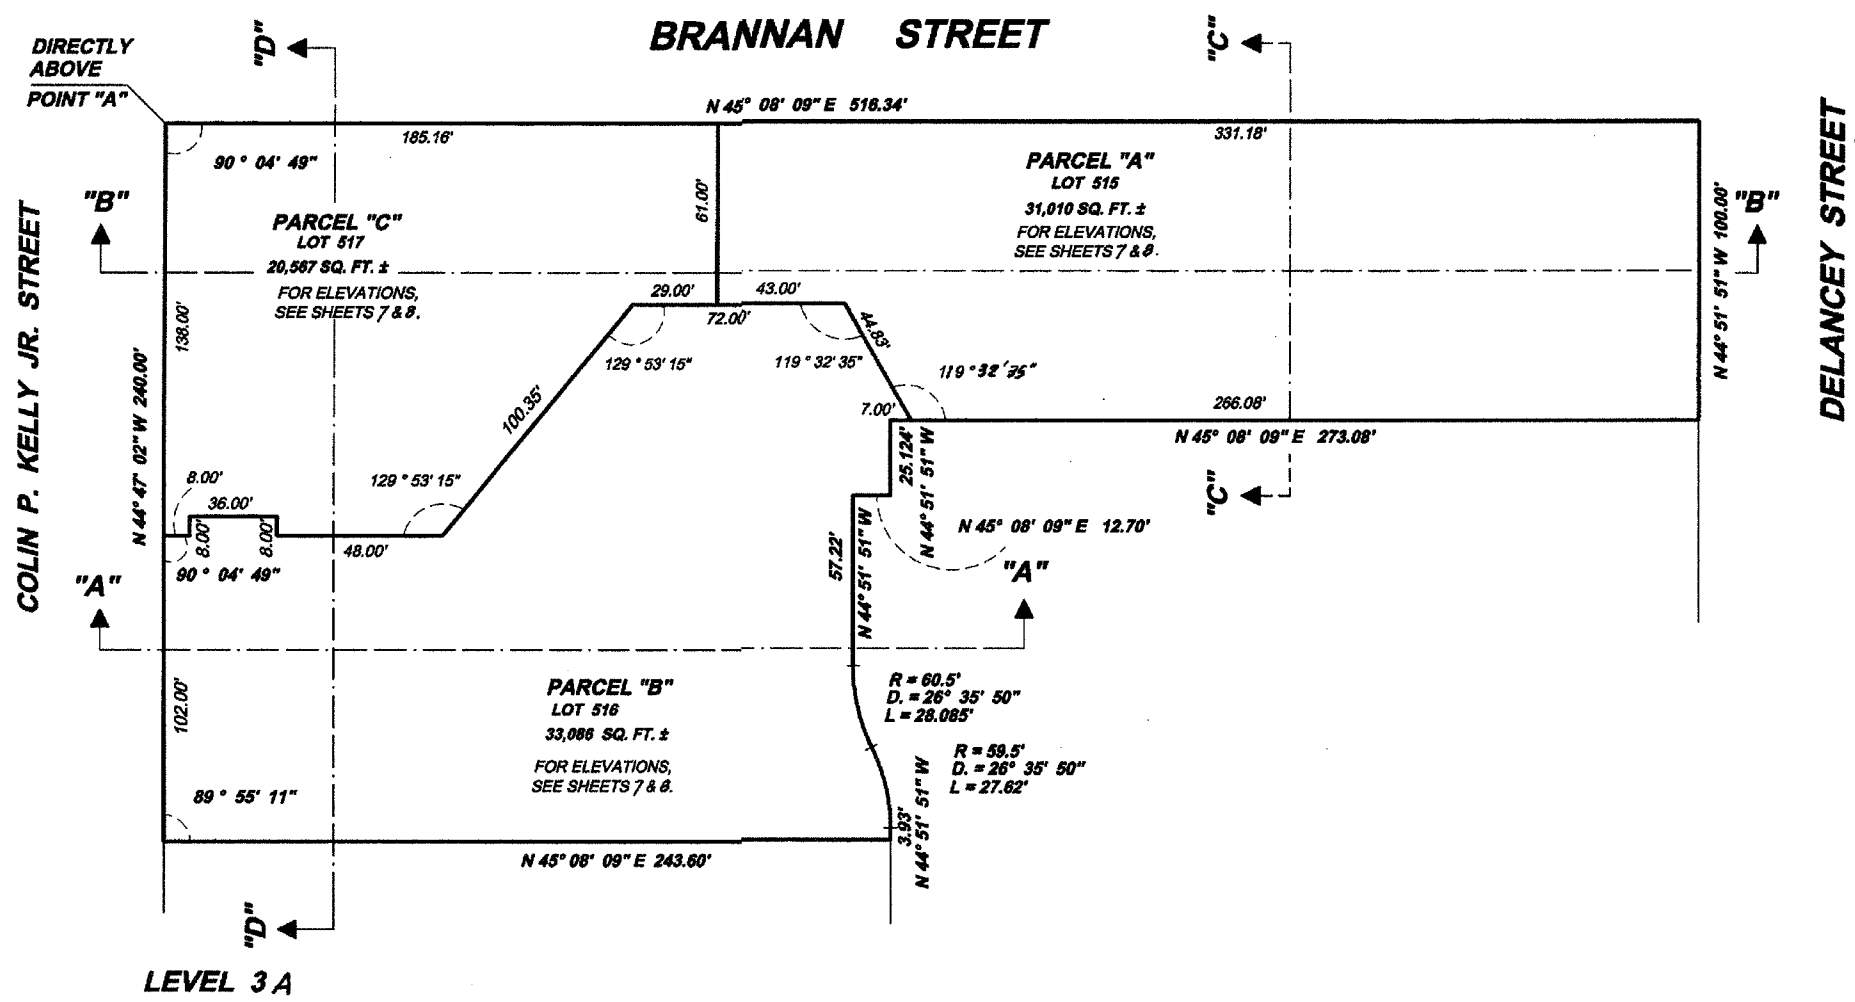 BRANNAN STREET
"D"
"C"
DIRECTLY
ABOVE
POINT "A"
N 45° 08' 09" E 516.34'
185.16'
331.18'
90° 04' 49"
PARCEL "A"
LOT 515
31,010 SQ. FT. ±
FOR ELEVATIONS,
SEE SHEETS 7 & 8.
"B"
"B"
PARCEL "C"
LOT 517
20,567 SQ. FT. ±
FOR ELEVATIONS,
SEE SHEETS 7 & 8.
61.00'
N 44° 51' 51" W 100.00'
DELANCEY STREET
COLIN P. KELLY JR. STREET
138.00'
N 44° 47' 02" W 240.00'
29.00'
43.00'
72.00'
44.83'
129° 53' 15"
119° 32' 35"
119° 32' 35"
100.35'
7.00'
266.08'
N 45° 08' 09" E 273.08'
25.124'
N 44° 51' 51" W
129° 53' 15"
8.00'
36.00'
8.00'
8.00'
48.00'
90° 04' 49"
"C"
N 45° 08' 09" E 12.70'
57.22'
N 44° 51' 51" W
"A"
"A"
PARCEL "B"
LOT 516
33,086 SQ. FT. ±
FOR ELEVATIONS,
SEE SHEETS 7 & 8.
102.00'
R = 60.5'
D. = 26° 35' 50"
L = 28.085'
R = 59.5'
D. = 26° 35' 50"
L = 27.62'
89° 55' 11"
3.93'
N 44° 51' 51" W
N 45° 08' 09" E 243.60'
"D"
LEVEL 3 A